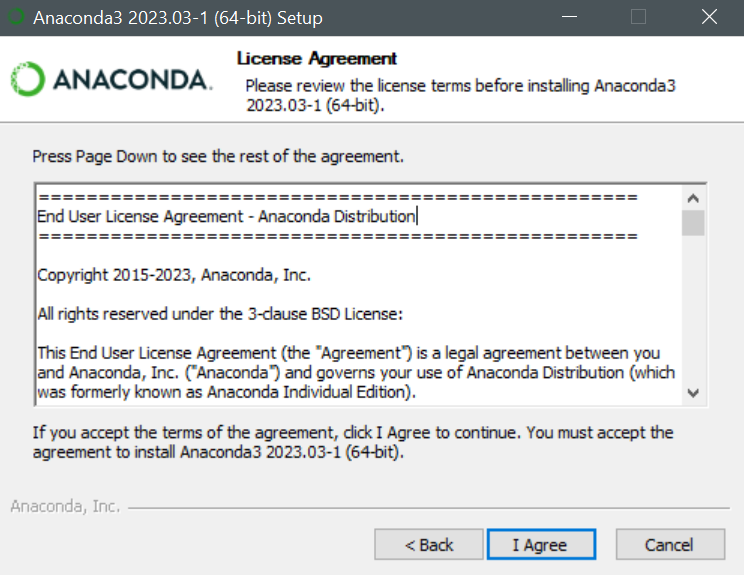 Anaconda3 2023.03-1 (64-bit) Setup
ANACONDA.
License Agreement
Please review the license terms before installing Anaconda3
2023.03-1 (64-bit).
Press Page Down to see the rest of the agreement.
==================================================
End User License Agreement - Anaconda Distribution
==================================================
Copyright 2015-2023, Anaconda, Inc.
All rights reserved under the 3-clause BSD License:
This End User License Agreement (the "Agreement") is a legal agreement between you
and Anaconda, Inc. ("Anaconda") and governs your use of Anaconda Distribution (which
was formerly known as Anaconda Individual Edition).
If you accept the terms of the agreement, click I Agree to continue. You must accept the
agreement to install Anaconda3 2023.03-1 (64-bit).
Anaconda, Inc.
< Back
I Agree
Cancel